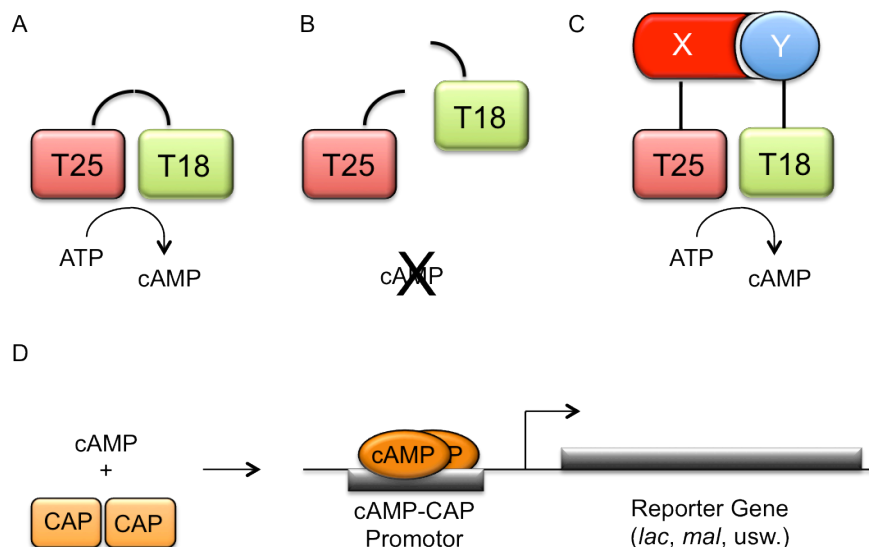 A
T25
T18
ATP
cAMP
B
T25
T18
cAMP
C
X
Y
T25
T18
ATP
cAMP
D
cAMP
+
CAP
CAP
cAMP
P
cAMP-CAP
Promotor
Reporter Gene
(lac, mal, usw.)